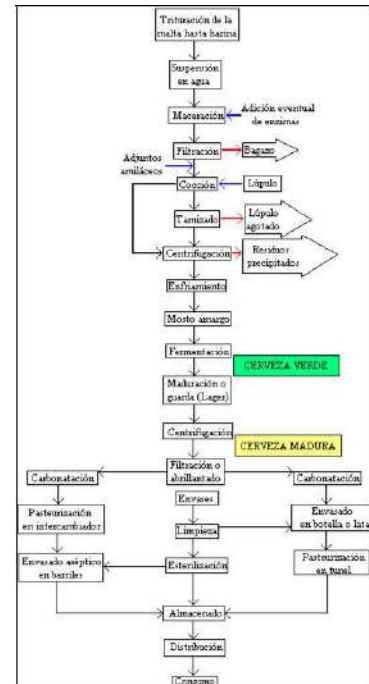 Trituración de la
malta hasta harina
Suspensión
en agua
Maceración
Adición eventual
de enzimas
Filtración
Bagazo
Adjuntos
amiláceos
Cocción
Lúpulo
Tamizado
Lúpulo
agotado
Centrifugación
Residuos
precipitados
Enfriamiento
Mosto amargo
Fermentación
CERVEZA VERDE
Maduración o
guarda (Lager)
Centrifugación
CERVEZA MADURA
Filtración o
abrillantado
Carbonatación
Carbonatación
Envases
Pasteurización
en intercambiador
Limpieza
Envasado
en botella o lata
Envasado aséptico
en barriles
Esterilización
Pasteurización
en tunel
Almacenado
Distribución
Consumo